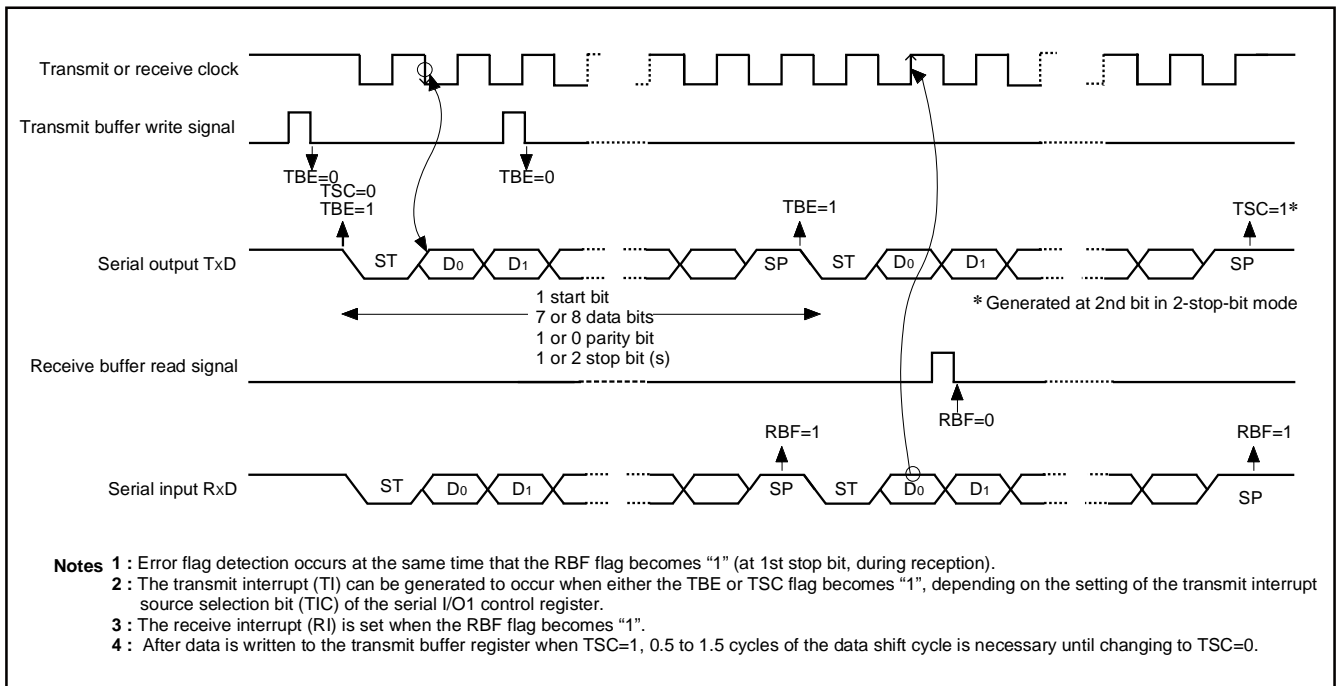 Transmit or receive clock
Transmit buffer write signal
TBE=0
TSC=0
TBE=1
TBE=0
TBE=1
TSC=1*
Serial output TxD
ST
D0
D1
SP
ST
D0
D1
SP
* Generated at 2nd bit in 2-stop-bit mode
1 start bit
7 or 8 data bits
1 or 0 parity bit
1 or 2 stop bit (s)
Receive buffer read signal
RBF=0
RBF=1
RBF=1
Serial input RxD
ST
D0
D1
SP
ST
D0
D1
SP
Notes 1 : Error flag detection occurs at the same time that the RBF flag becomes “1” (at 1st stop bit, during reception).
2 : The transmit interrupt (TI) can be generated to occur when either the TBE or TSC flag becomes “1”, depending on the setting of the transmit interrupt
source selection bit (TIC) of the serial I/O1 control register.
3 : The receive interrupt (RI) is set when the RBF flag becomes “1”.
4 : After data is written to the transmit buffer register when TSC=1, 0.5 to 1.5 cycles of the data shift cycle is necessary until changing to TSC=0.